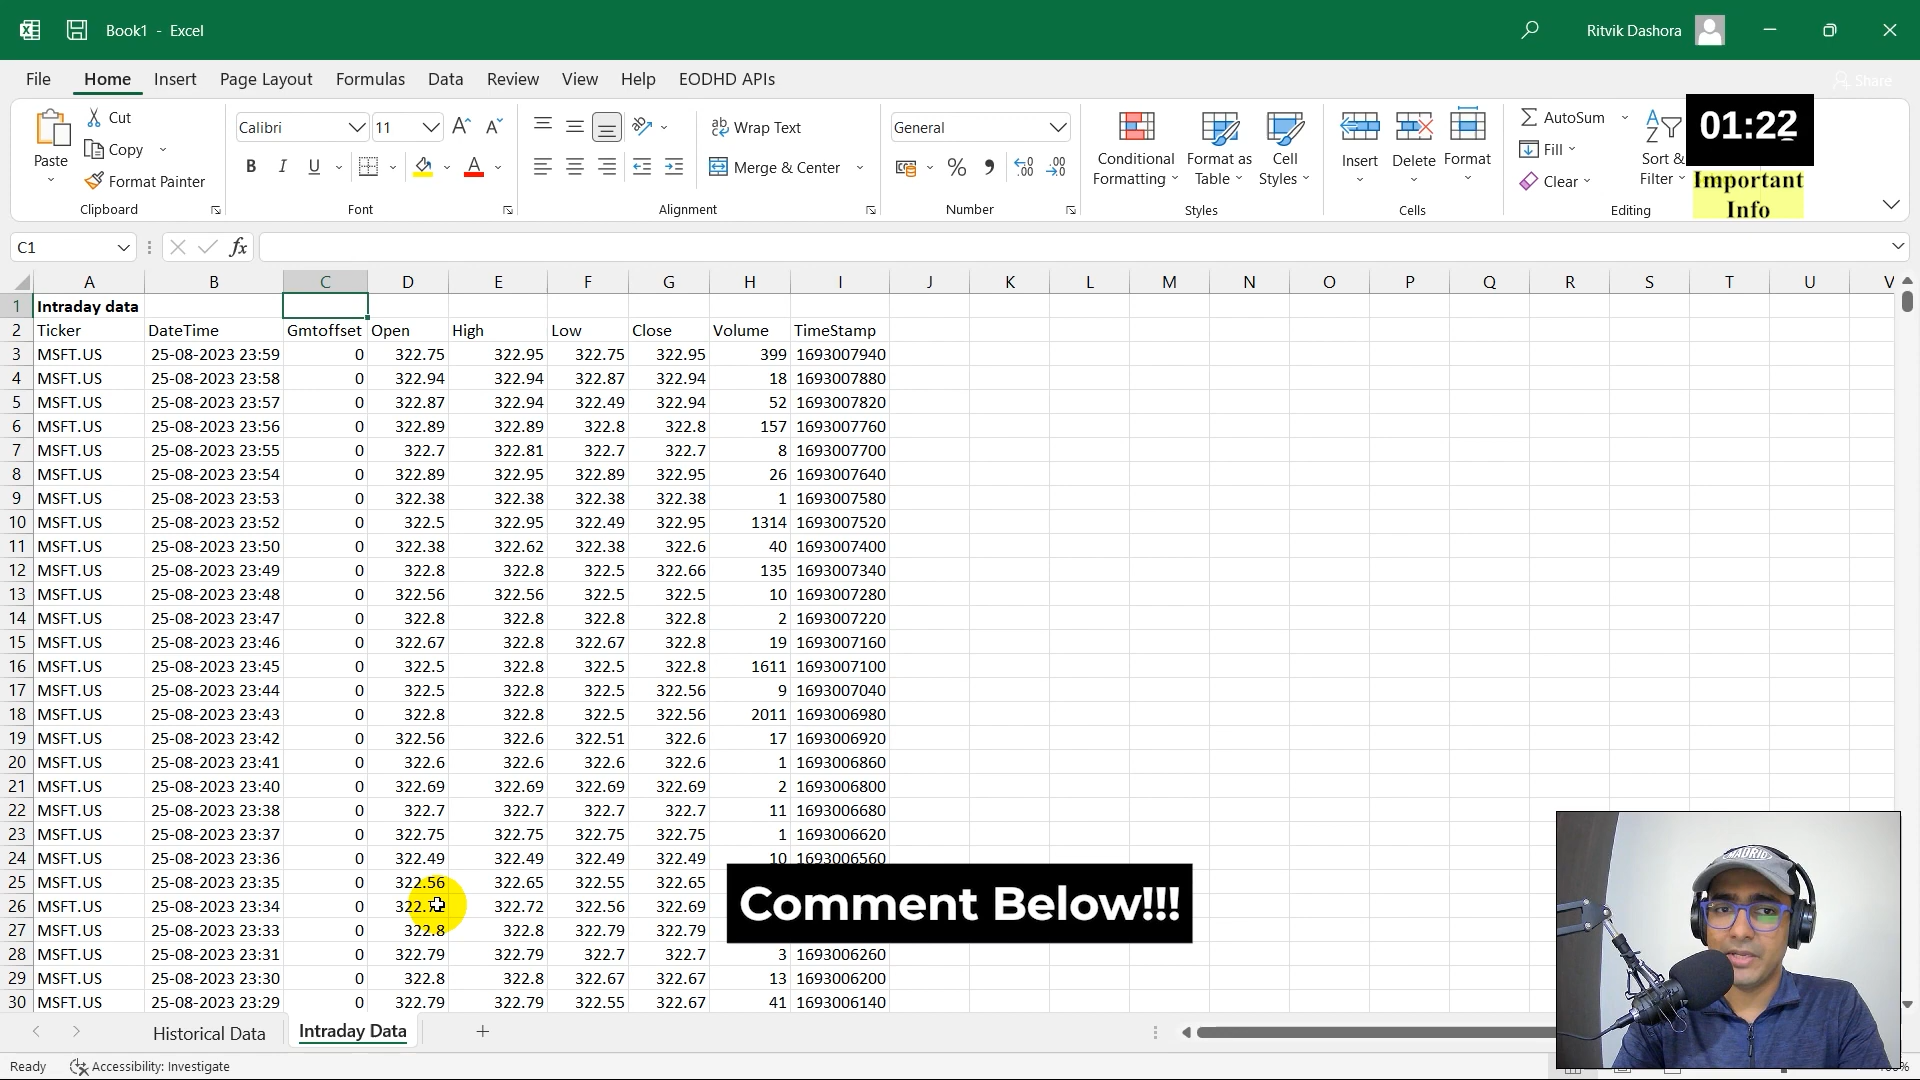 Book1 - Excel
Ritvik Dashora
File Home Insert Page Layout Formulas Data Review View Help EODHD APIs
Share
Paste
Cut
Copy
Format Painter
Clipboard
Calibri 11
B I U A
Font
Wrap Text
Merge & Center
Alignment
General
Number
Conditional Formatting
Format as Table
Cell Styles
Styles
Insert Delete Format
Cells
AutoSum
Fill
Clear
Sort & Filter
Editing
01:22
Important
Info
C1 fx
A B C D E F G H I J K L M N O P Q R S T U V
1 Intraday data
2 Ticker DateTime Gmtoffset Open High Low Close Volume TimeStamp
3 MSFT.US 25-08-2023 23:59 0 322.75 322.95 322.75 322.95 399 1693007940
4 MSFT.US 25-08-2023 23:58 0 322.94 322.94 322.87 322.94 18 1693007880
5 MSFT.US 25-08-2023 23:57 0 322.87 322.94 322.49 322.94 52 1693007820
6 MSFT.US 25-08-2023 23:56 0 322.89 322.89 322.8 322.8 157 1693007760
7 MSFT.US 25-08-2023 23:55 0 322.7 322.81 322.7 322.7 8 1693007700
8 MSFT.US 25-08-2023 23:54 0 322.89 322.95 322.89 322.95 26 1693007640
9 MSFT.US 25-08-2023 23:53 0 322.38 322.38 322.38 322.38 1 1693007580
10 MSFT.US 25-08-2023 23:52 0 322.5 322.95 322.49 322.95 1314 1693007520
11 MSFT.US 25-08-2023 23:50 0 322.38 322.62 322.38 322.6 40 1693007400
12 MSFT.US 25-08-2023 23:49 0 322.8 322.8 322.5 322.66 135 1693007340
13 MSFT.US 25-08-2023 23:48 0 322.56 322.56 322.5 322.5 10 1693007280
14 MSFT.US 25-08-2023 23:47 0 322.8 322.8 322.8 322.8 2 1693007220
15 MSFT.US 25-08-2023 23:46 0 322.67 322.8 322.67 322.8 19 1693007160
16 MSFT.US 25-08-2023 23:45 0 322.5 322.8 322.5 322.8 1611 1693007100
17 MSFT.US 25-08-2023 23:44 0 322.5 322.8 322.5 322.56 9 1693007040
18 MSFT.US 25-08-2023 23:43 0 322.8 322.8 322.5 322.56 2011 1693006980
19 MSFT.US 25-08-2023 23:42 0 322.56 322.6 322.51 322.6 17 1693006920
20 MSFT.US 25-08-2023 23:41 0 322.6 322.6 322.6 322.6 1 1693006860
21 MSFT.US 25-08-2023 23:40 0 322.69 322.69 322.69 322.69 2 1693006800
22 MSFT.US 25-08-2023 23:38 0 322.7 322.7 322.7 322.7 11 1693006680
23 MSFT.US 25-08-2023 23:37 0 322.75 322.75 322.75 322.75 1 1693006620
24 MSFT.US 25-08-2023 23:36 0 322.49 322.49 322.49 322.49 10 1693006560
25 MSFT.US 25-08-2023 23:35 0 322.56 322.65 322.55 322.65
26 MSFT.US 25-08-2023 23:34 0 322.72 322.56 322.69
27 MSFT.US 25-08-2023 23:33 0 322.8 322.8 322.79 322.79
28 MSFT.US 25-08-2023 23:31 0 322.79 322.79 322.7 322.7 3 1693006260
29 MSFT.US 25-08-2023 23:30 0 322.8 322.8 322.67 322.67 13 1693006200
30 MSFT.US 25-08-2023 23:29 0 322.79 322.79 322.55 322.67 41 1693006140
Comment Below!!!
MADRID
Historical Data Intraday Data
Ready Accessibility: Investigate